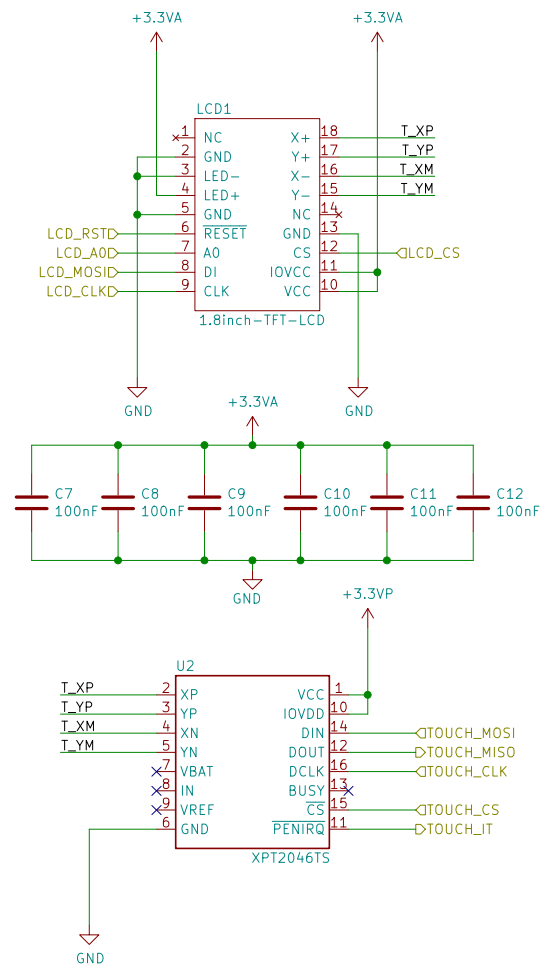 +3.3VA +3.3VA
LCD1
1 NC X+ 18 T_XP
2 GND Y+ 17 T_YP
3 LED- X- 16 T_XM
4 LED+ Y- 15 T_YM
5 GND NC 14
LCD_RST 6 RESET GND 13
LCD_A0 7 A0 CS 12 LCD_CS
LCD_MOSI 8 DI IOVCC 11
LCD_CLK 9 CLK VCC 10
1.8inch-TFT-LCD
GND GND
+3.3VA
C7 C8 C9 C10 C11 C12
100nF 100nF 100nF 100nF 100nF 100nF
GND
+3.3VP
U2
T_XP 2 XP VCC 1
T_YP 3 YP IOVDD 10
T_XM 4 XN DIN 14 TOUCH_MOSI
T_YM 5 YN DOUT 12 TOUCH_MISO
7 VBAT DCLK 16 TOUCH_CLK
8 IN BUSY 13
9 VREF CS 15 TOUCH_CS
6 GND PENIRQ 11 TOUCH_IT
XPT2046TS
GND